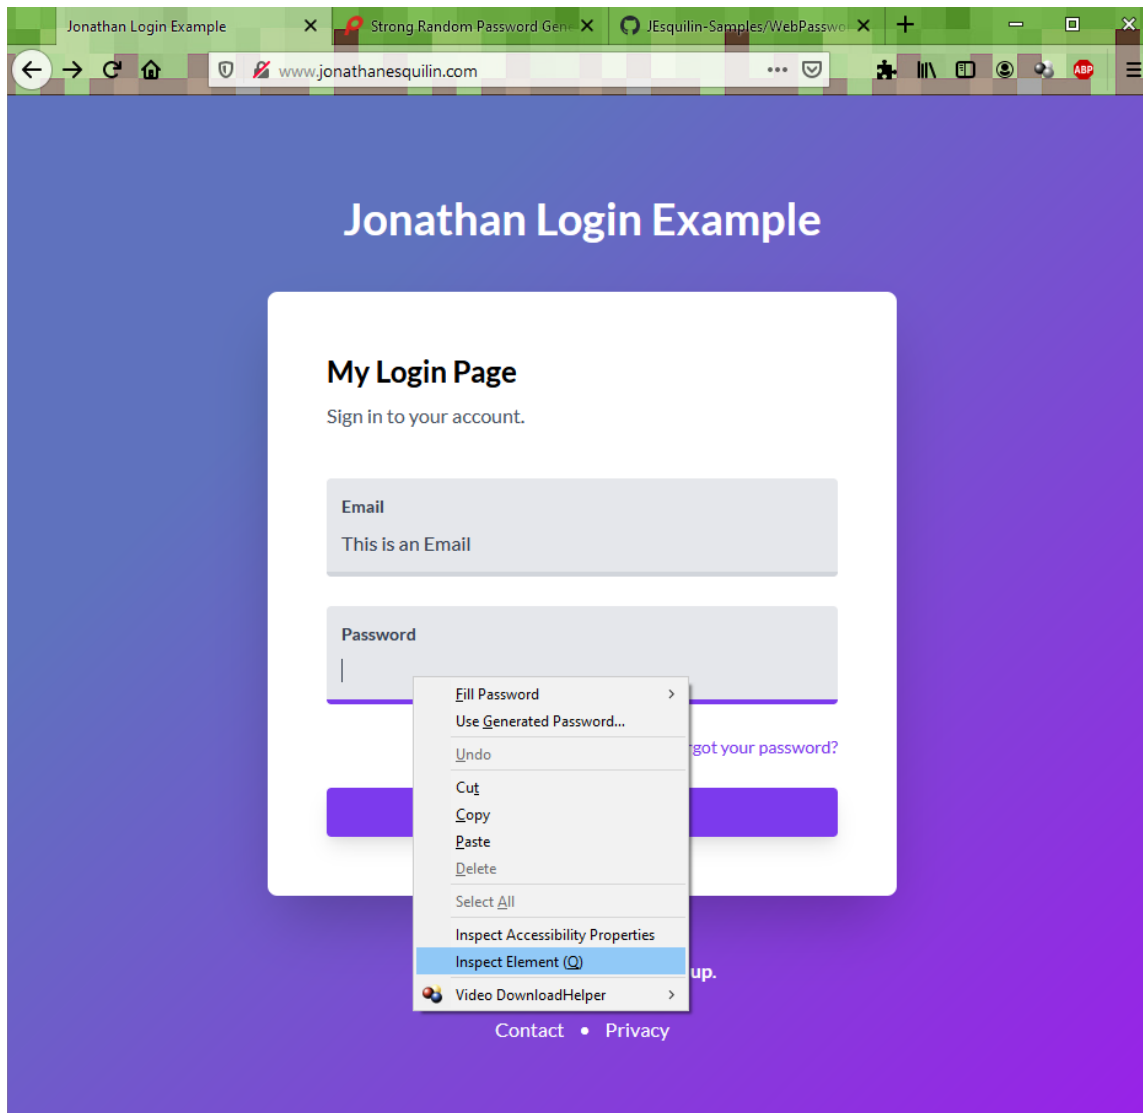 Jonathan Login Example
Strong Random Password Gene
JEsquilin-Samples/WebPasswo
www.jonathanesquilin.com
ABP
Jonathan Login Example
My Login Page
Sign in to your account.
Email
This is an Email
Password
Fill Password
Use Generated Password...
Undo
rgot your password?
Cut
Copy
Paste
Delete
Select All
Inspect Accessibility Properties
Inspect Element (Q)
up.
Video DownloadHelper
Contact • Privacy